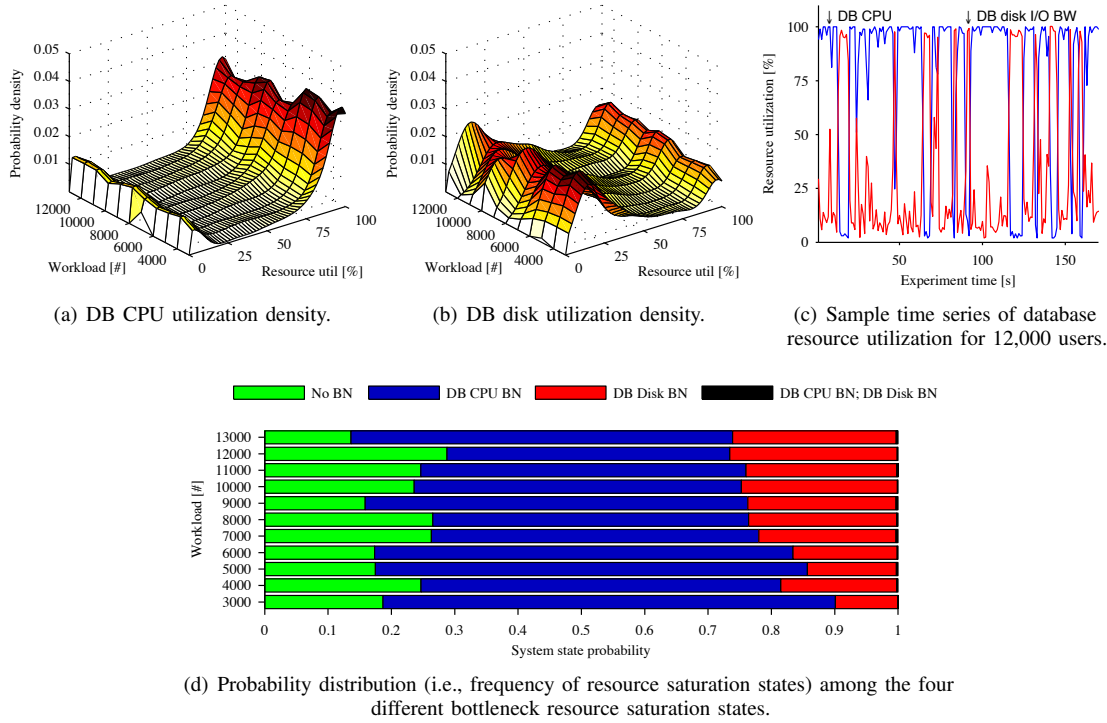 0.05
0.04
0.03
0.02
0.01
Probability density
12000
10000
8000
6000
4000
Workload [#]
0
25
50
75
100
Resource util [%]
(a) DB CPU utilization density.
0.05
0.04
0.03
0.02
0.01
Probability density
12000
10000
8000
6000
4000
Workload [#]
0
25
50
75
100
Resource util [%]
(b) DB disk utilization density.
↓ DB CPU
↓ DB disk I/O BW
100
75
50
25
0
Resource utilization [%]
50
100
150
Experiment time [s]
(c) Sample time series of database
resource utilization for 12,000 users.
No BN
DB CPU BN
DB Disk BN
DB CPU BN; DB Disk BN
13000
12000
11000
10000
9000
8000
7000
6000
5000
4000
3000
Workload [#]
0 0.1 0.2 0.3 0.4 0.5 0.6 0.7 0.8 0.9 1
System state probability
(d) Probability distribution (i.e., frequency of resource saturation states) among the four
different bottleneck resource saturation states.